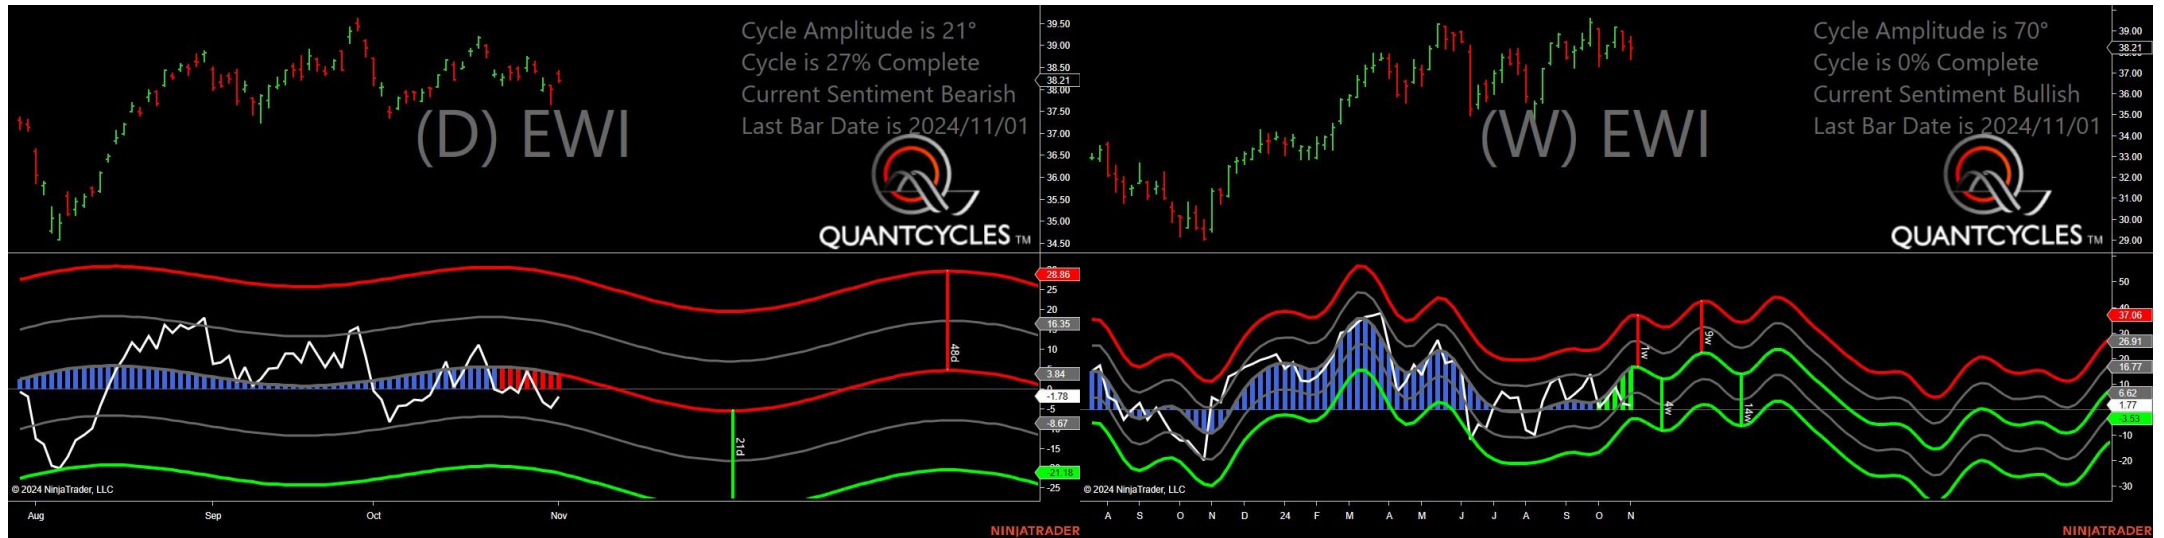 Cycle Amplitude is 21°
Cycle is 27% Complete
Current Sentiment Bearish
Last Bar Date is 2024/11/01
(D) EWI
QUANTCYCLES TM
39.50
39.00
38.50
38.21
38.00
37.50
37.00
36.50
36.00
35.50
35.00
34.50
28.86
25
20
16.35
10
3.84
-1.78
-5
-8.67
-15
-21.18
-25
48d
21d
© 2024 NinjaTrader, LLC
Aug Sep Oct Nov
NINJATRADER
Cycle Amplitude is 70°
Cycle is 0% Complete
Current Sentiment Bullish
Last Bar Date is 2024/11/01
(W) EWI
QUANTCYCLES TM
39.00
38.21
37.00
36.00
35.00
34.00
33.00
32.00
31.00
30.00
29.00
50
37.06
26.91
16.77
10
6.62
1.77
-3.53
-10
-20
-30
1w
9w
4w
14w
© 2024 NinjaTrader, LLC
A S O N D 24 F M A M J J A S O N
NINJATRADER